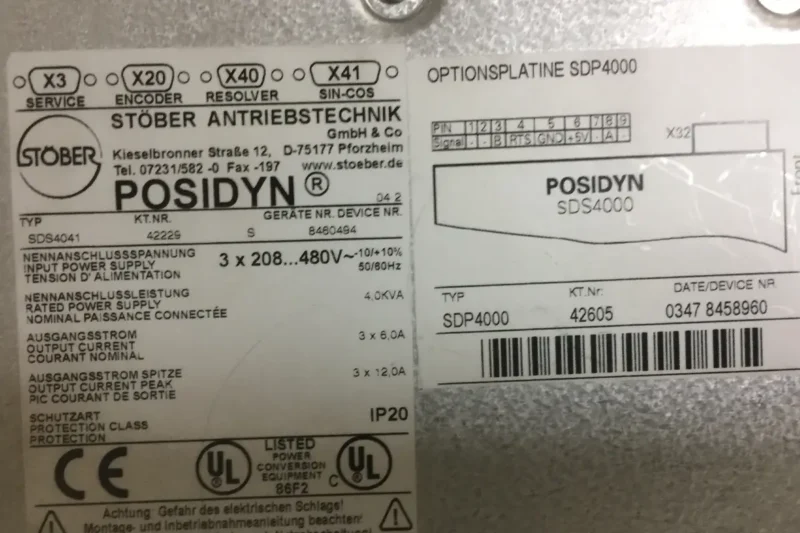 X3 X20 X40 X41
SERVICE ENCODER RESOLVER SIN-COS
STÖBER
STÖBER ANTRIEBSTECHNIK
GmbH & Co
Kieselbronner Straße 12, D-75177 Pforzheim
Tel. 07231/582 -0 Fax -197 www.stoeber.de
POSIDYN ®
04 2
TYP KT.NR. GERÄTE NR. DEVICE NR.
SDS4041 42229 S 8460494
NENNANSCHLUSSSPANNUNG
INPUT POWER SUPPLY
TENSION D' ALIMENTATION
3 x 208...480V~ -10/+10%
50/60Hz
NENNANSCHLUSSLEISTUNG
RATED POWER SUPPLY
NOMINAL PAISSANCE CONNECTÉE
4,0KVA
AUSGANGSSTROM
OUTPUT CURRENT
COURANT NOMINAL
3 x 6,0A
AUSGANGSSTROM SPITZE
OUTPUT CURRENT PEAK
PIC COURANT DE SORTIE
3 x 12,0A
SCHUTZART
PROTECTION CLASS
PROTECTION
IP20
CE
UL
LISTED
POWER
CONVERSION
EQUIPMENT
86F2
C UL
Achtung: Gefahr des elektrischen Schlags!
Montage- und Inbetriebnahmeanleitung beachten!
OPTIONSPLATINE SDP4000
PIN 1 2 3 4 5 6 7 8 9
Signal - - B RTS GND +5V - A -
X32
Front
POSIDYN
SDS4000
TYP KT.Nr: DATE/DEVICE NR.
SDP4000 42605 0347 8458960